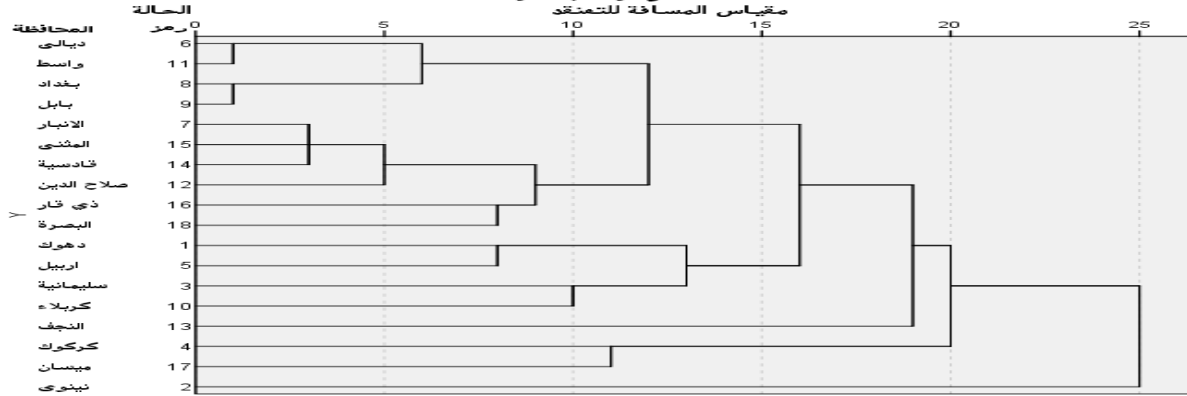 مقياس المسافة للتعنقد
الحالة
المحافظة رمز 0 5 10 15 20 25
ديالى 6
واسط 11
بغداد 8
بابل 9
الانبار 7
المثنى 15
قادسية 14
صلاح الدين 12
ذي قار 16
Y
البصرة 18
دهوك 1
اربيل 5
سليمانية 3
كربلاء 10
النجف 13
كركوك 4
ميسان 17
نينوى 2